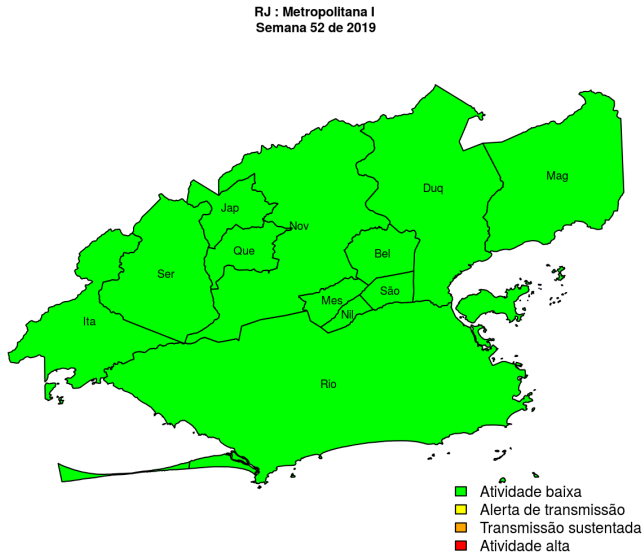 RJ : Metropolitana I
Semana 52 de 2019
Mag
Duq
Jap
Nov
Que
Bel
Ser
São
Mes
Nil
Ita
Rio
Atividade baixa
Alerta de transmissão
Transmissão sustentada
Atividade alta